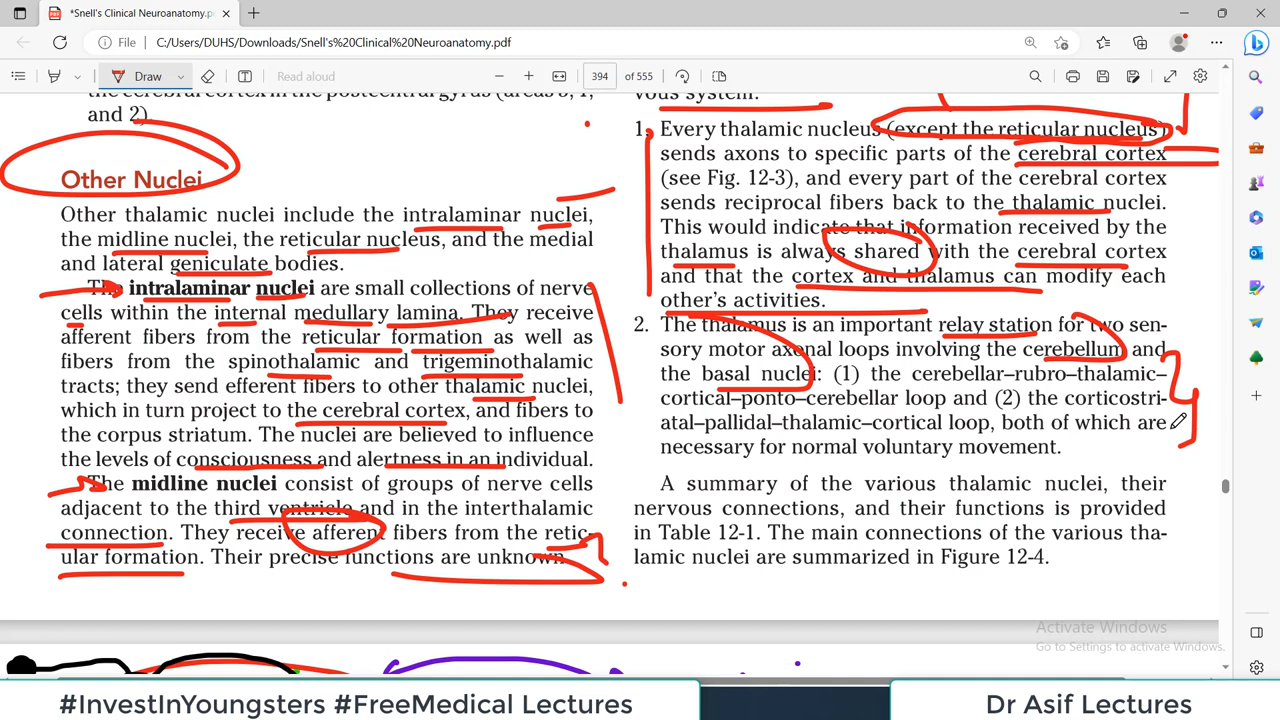 *Snell's Clinical Neuroanatomy.pd
File
C:/Users/DUHS/Downloads/Snell's%20Clinical%20Neuroanatomy.pdf
Draw
Read aloud
394 of 555
the cerebral cortex in the postcentral gyrus (areas 3, 1,
and 2).
Other Nuclei
Other thalamic nuclei include the intralaminar nuclei,
the midline nuclei, the reticular nucleus, and the medial
and lateral geniculate bodies.
The intralaminar nuclei are small collections of nerve
cells within the internal medullary lamina. They receive
afferent fibers from the reticular formation as well as
fibers from the spinothalamic and trigeminothalamic
tracts; they send efferent fibers to other thalamic nuclei,
which in turn project to the cerebral cortex, and fibers to
the corpus striatum. The nuclei are believed to influence
the levels of consciousness and alertness in an individual.
The midline nuclei consist of groups of nerve cells
adjacent to the third ventricle and in the interthalamic
connection. They receive afferent fibers from the retic-
ular formation. Their precise functions are unknown.
vous system.
1. Every thalamic nucleus (except the reticular nucleus)
sends axons to specific parts of the cerebral cortex
(see Fig. 12-3), and every part of the cerebral cortex
sends reciprocal fibers back to the thalamic nuclei.
This would indicate that information received by the
thalamus is always shared with the cerebral cortex
and that the cortex and thalamus can modify each
other's activities.
2. The thalamus is an important relay station for two sen-
sory motor axonal loops involving the cerebellum and
the basal nuclei: (1) the cerebellar–rubro–thalamic–
cortical–ponto–cerebellar loop and (2) the corticostri-
atal–pallidal–thalamic–cortical loop, both of which are
necessary for normal voluntary movement.
A summary of the various thalamic nuclei, their
nervous connections, and their functions is provided
in Table 12-1. The main connections of the various tha-
lamic nuclei are summarized in Figure 12-4.
Activate Windows
Go to Settings to activate Windows.
#InvestInYoungsters #FreeMedical Lectures
Dr Asif Lectures